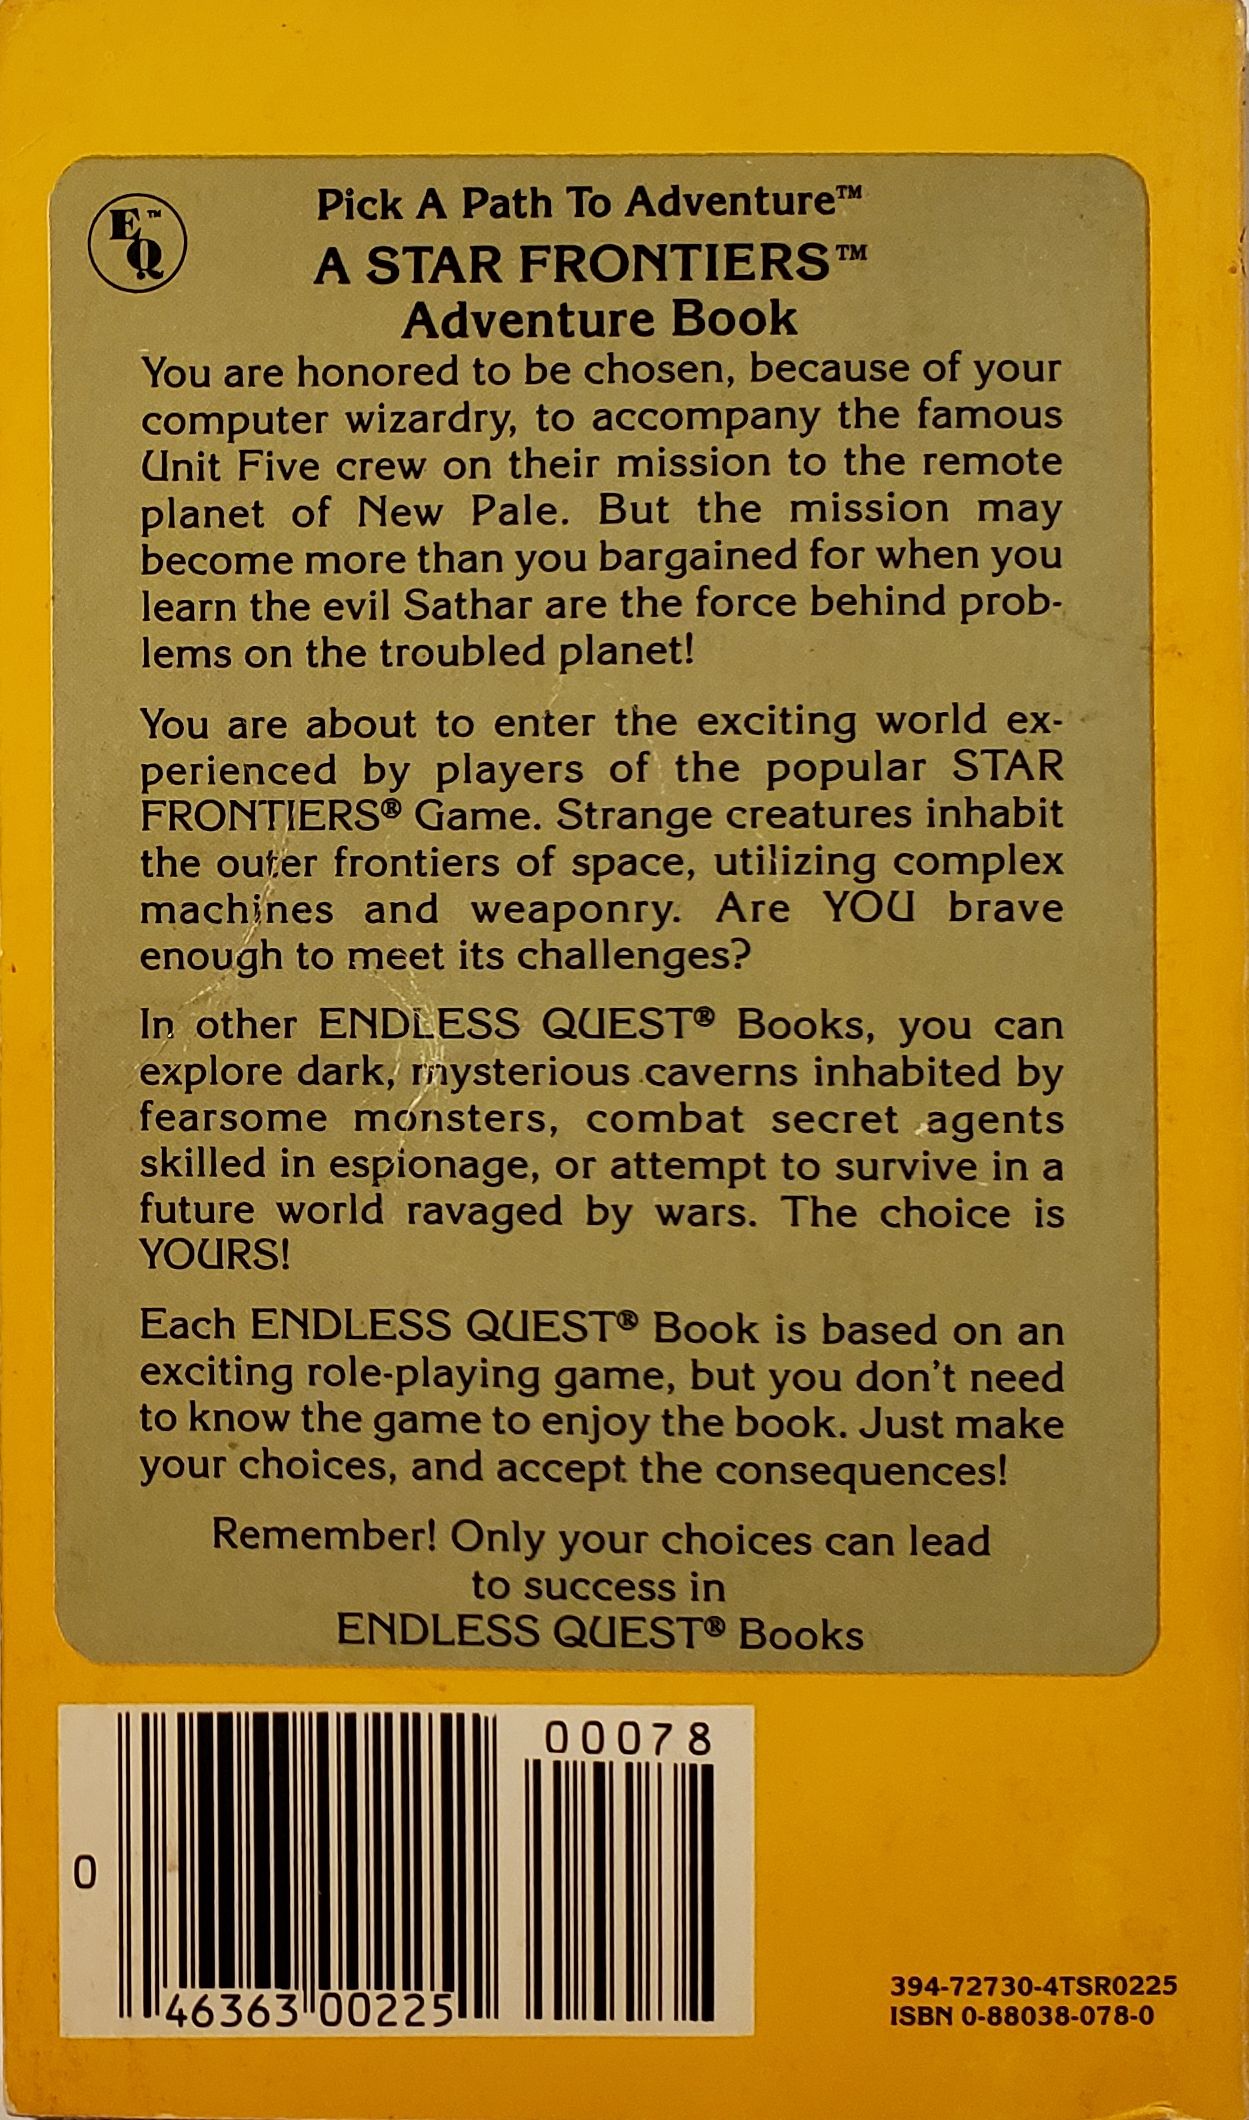 EQ™
Pick A Path To Adventure™
A STAR FRONTIERS™
Adventure Book
You are honored to be chosen, because of your
computer wizardry, to accompany the famous
Unit Five crew on their mission to the remote
planet of New Pale. But the mission may
become more than you bargained for when you
learn the evil Sathar are the force behind prob-
lems on the troubled planet!
You are about to enter the exciting world ex-
perienced by players of the popular STAR
FRONTIERS® Game. Strange creatures inhabit
the outer frontiers of space, utilizing complex
machines and weaponry. Are YOU brave
enough to meet its challenges?
In other ENDLESS QUEST® Books, you can
explore dark, mysterious caverns inhabited by
fearsome monsters, combat secret agents
skilled in espionage, or attempt to survive in a
future world ravaged by wars. The choice is
YOURS!
Each ENDLESS QUEST® Book is based on an
exciting role-playing game, but you don't need
to know the game to enjoy the book. Just make
your choices, and accept the consequences!
Remember! Only your choices can lead
to success in
ENDLESS QUEST® Books
00078
0
46363 00225
394-72730-4TSR0225
ISBN 0-88038-078-0